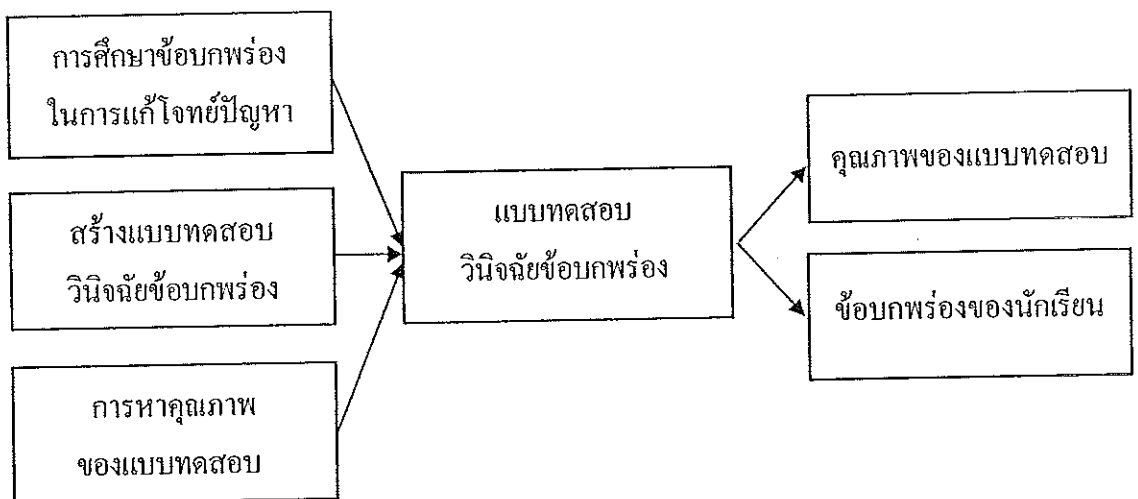 การศึกษาข้อบกพร่อง
ในการแก้โจทย์ปัญหา
สร้างแบบทดสอบ
วินิจฉัยข้อบกพร่อง
การหาคุณภาพ
ของแบบทดสอบ
แบบทดสอบ
วินิจฉัยข้อบกพร่อง
คุณภาพของแบบทดสอบ
ข้อบกพร่องของนักเรียน